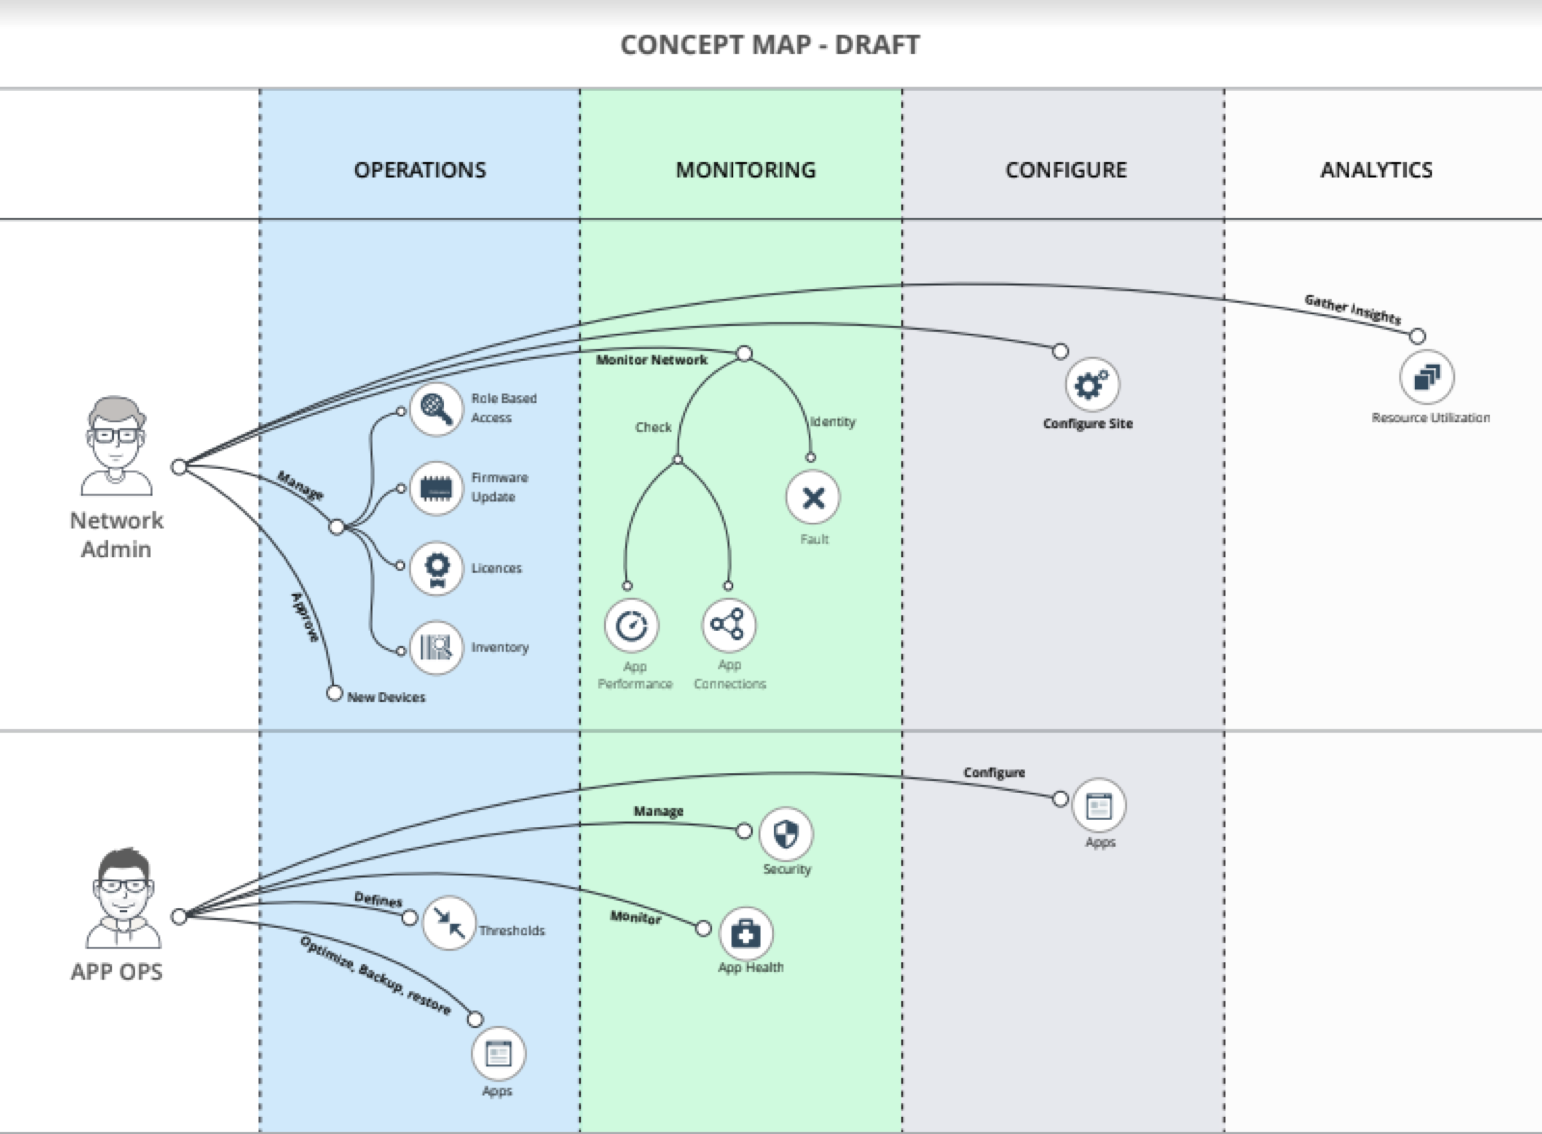 CONCEPT MAP - DRAFT
OPERATIONS
MONITORING
CONFIGURE
ANALYTICS
Network
Admin
Manage
Approve
Role Based
Access
Firmware
Update
Licences
Inventory
New Devices
Monitor Network
Check
Identity
Fault
App
Performance
App
Connections
Configure Site
Gather Insights
Resource Utilization
APP OPS
Configure
Apps
Manage
Security
Monitor
App Health
Defines
Thresholds
Optimize, Backup, restore
Apps